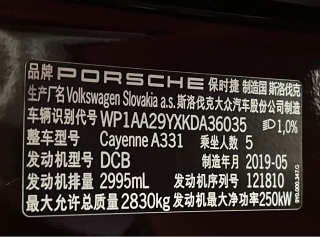 品牌 PORSCHE 保时捷 制造国 斯洛伐克
生产厂名 Volkswagen Slovakia a.s. 斯洛伐克大众汽车股份公司制造
车辆识别代号 WP1AA29YXKDA36035 1,0%
整车型号 Cayenne A331 乘坐人数 5
发动机型号 DCB 制造年月 2019-05
发动机排量 2995mL 发动机号 121810
最大允许总质量 2830kg 发动机最大净功率 250kW